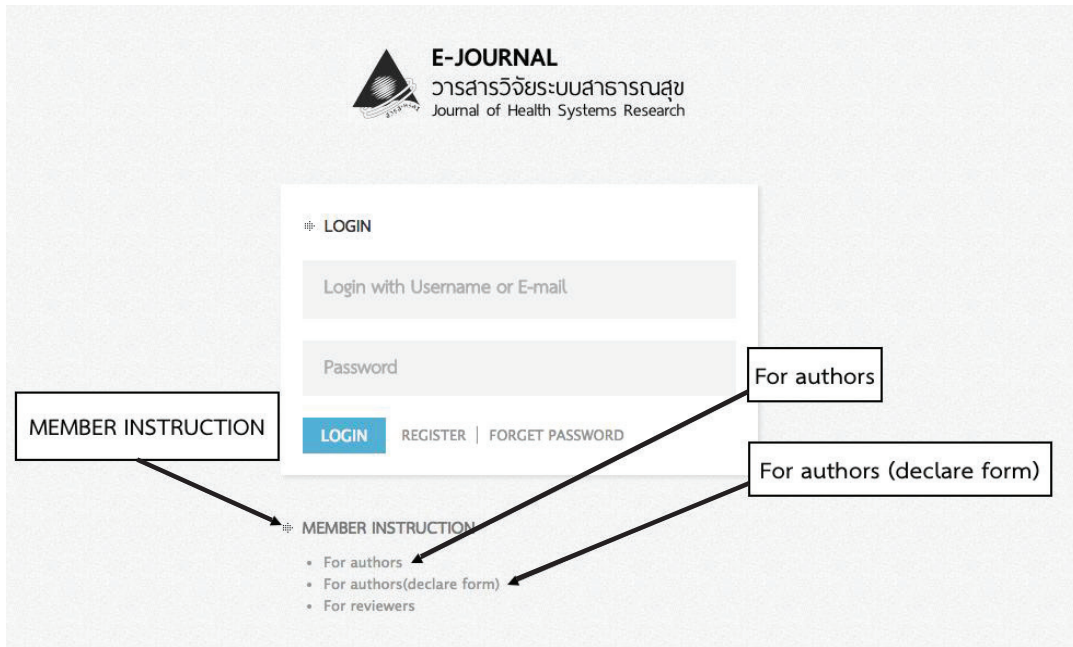 E-JOURNAL
วารสารวิจัยระบบสาธารณสุข
Journal of Health Systems Research
LOGIN
Login with Username or E-mail
Password
For authors
MEMBER INSTRUCTION
LOGIN REGISTER | FORGET PASSWORD
For authors (declare form)
MEMBER INSTRUCTION
• For authors
• For authors(declare form)
• For reviewers